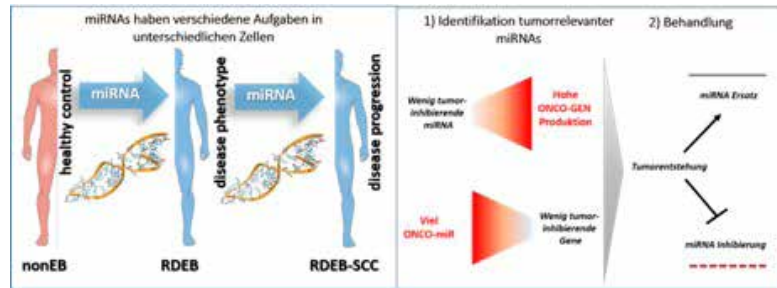 miRNAs haben verschiedene Aufgaben in
unterschiedlichen Zellen
healthy control
miRNA
disease phenotype
miRNA
disease progression
nonEB
RDEB
RDEB-SCC
1) Identifikation tumorrelevanter
miRNAs
Wenig tumor-
inhibierende
miRNA
Hohe
ONCO-GEN
Produktion
Viel
ONCO-miR
Wenig tumor-
inhibierende
Gene
2) Behandlung
miRNA Ersatz
Tumorentstehung
miRNA Inhibierung